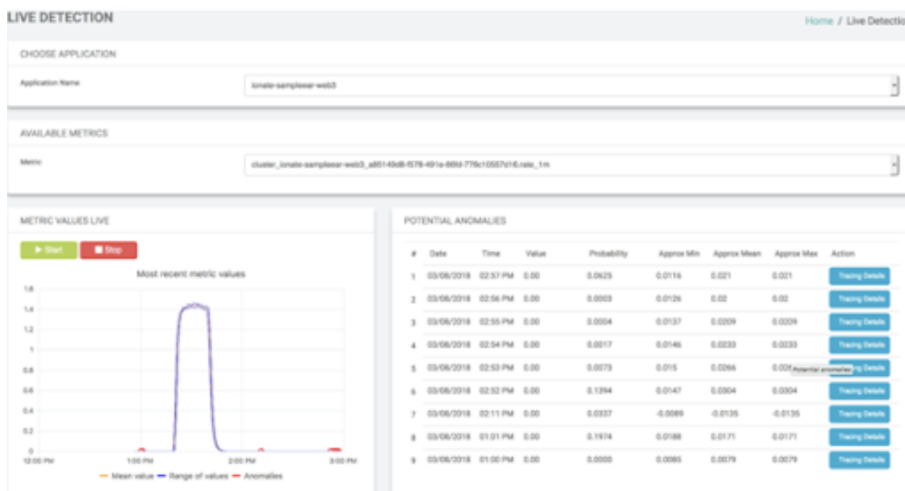 LIVE DETECTION
Home / Live Detectio
CHOOSE APPLICATION
Application Name
ionate-sampleear-web3
AVAILABLE METRICS
Metric
METRIC VALUES LIVE
Start
Stop
Most recent metric values
1.6
1.4
1.2
1
0.8
0.6
0.4
0.2
0
12:00 PM 1:00 PM 2:00 PM 3:00 PM
Mean value Range of values Anomalies
POTENTIAL ANOMALIES
# Date Time Value Probability Approx Min Approx Mean Approx Max Action
1 03/08/2018 02:57 PM 0.00 0.0625 0.0116 0.021 0.021 Tracing Details
2 03/08/2018 02:56 PM 0.00 0.0003 0.0126 0.02 0.02 Tracing Details
3 03/08/2018 02:55 PM 0.00 0.0004 0.0137 0.0209 0.0209 Tracing Details
4 03/08/2018 02:54 PM 0.00 0.0017 0.0146 0.0233 0.0233 Tracing Details
5 03/08/2018 02:53 PM 0.00 0.0073 0.015 0.0266 Potential anomalies Tracing Details
6 03/08/2018 02:52 PM 0.00 0.1394 0.0147 0.0304 0.0304 Tracing Details
7 03/08/2018 02:11 PM 0.00 0.0337 -0.0089 -0.0135 -0.0135 Tracing Details
8 03/08/2018 01:01 PM 0.00 0.1974 0.0188 0.0171 0.0171 Tracing Details
9 03/08/2018 01:00 PM 0.00 0.0000 0.0085 0.0079 0.0079 Tracing Details